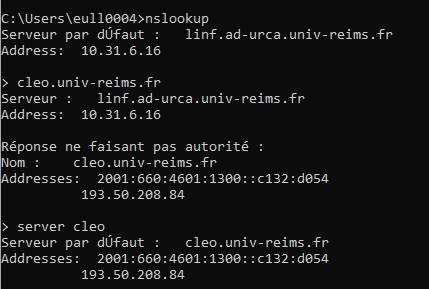 C:\Users\eull0004>nslookup
Serveur par dÚfaut :   linf.ad-urca.univ-reims.fr
Address:  10.31.6.16
> cleo.univ-reims.fr
Serveur :   linf.ad-urca.univ-reims.fr
Address:  10.31.6.16
Réponse ne faisant pas autorité :
Nom :    cleo.univ-reims.fr
Addresses:  2001:660:4601:1300::c132:d054
193.50.208.84
> server cleo
Serveur par dÚfaut :   cleo.univ-reims.fr
Addresses:  2001:660:4601:1300::c132:d054
193.50.208.84